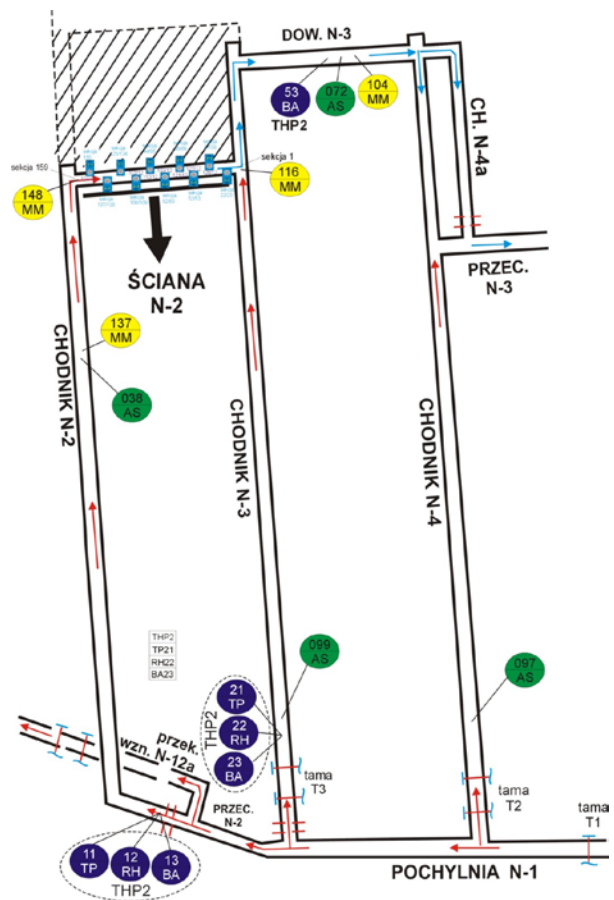 DOW. N-3
53
BA
THP2
072
AS
104
MM
CH. N-4a
sekcja 159
sekcja 1
148
MM
116
MM
ŚCIANA
N-2
PRZEC.
N-3
137
MM
038
AS
CHODNIK N-2
CHODNIK N-3
CHODNIK N-4
THP2
TP21
RH22
BA23
099
AS
097
AS
21
TP
22
RH
23
BA
THP2
przek.
wzn. N-12a
tama
T3
tama
T2
tama
T1
PRZEC.
N-2
11
TP
12
RH
13
BA
THP2
POCHYLNIA N-1